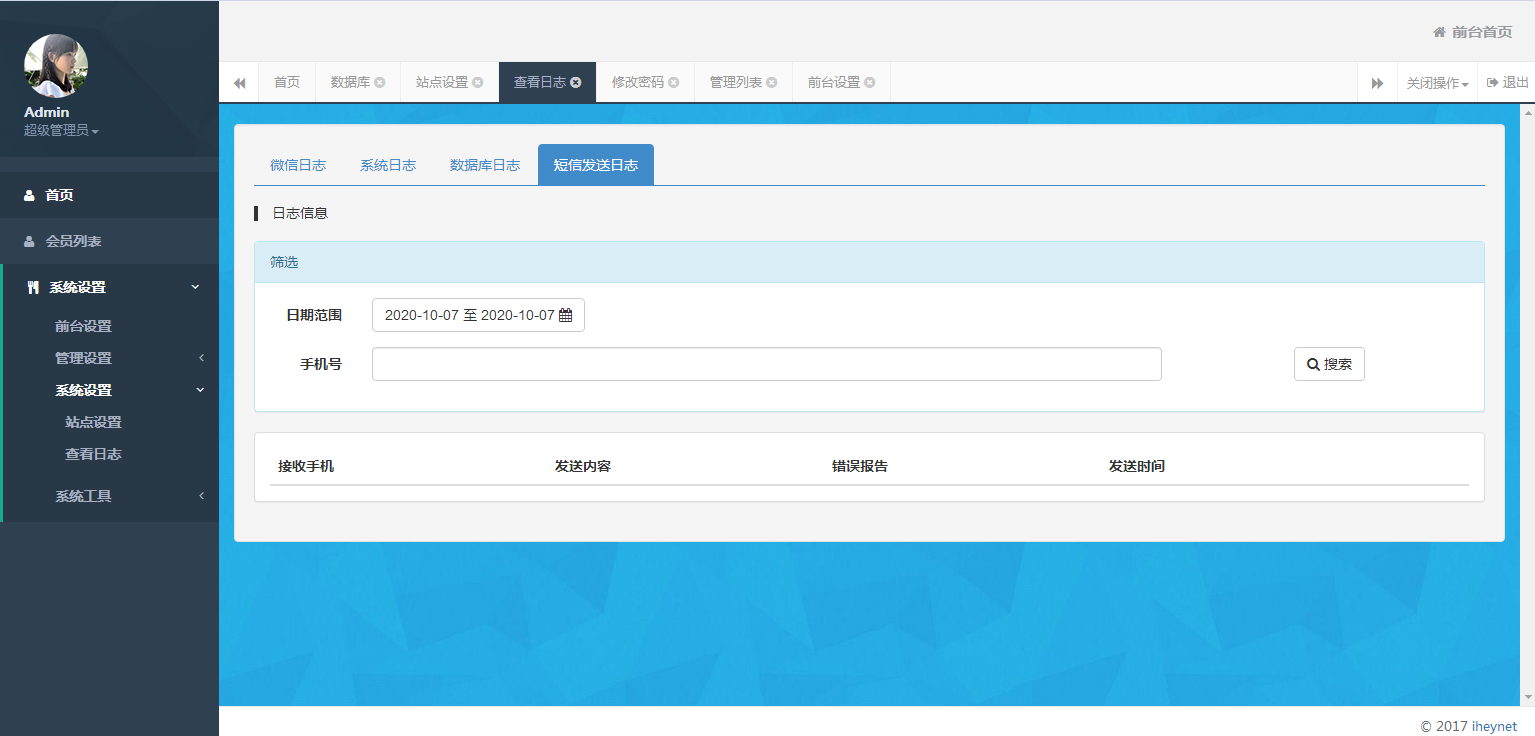 Admin
超级管理员
首页
会员列表
系统设置
前台设置
管理设置
系统设置
站点设置
查看日志
系统工具
前台首页
首页 数据库 站点设置 查看日志 修改密码 管理列表 前台设置 关闭操作 退出
微信日志 系统日志 数据库日志 短信发送日志
日志信息
筛选
日期范围 2020-10-07 至 2020-10-07
手机号 搜索
接收手机 发送内容 错误报告 发送时间
© 2017 iheynet